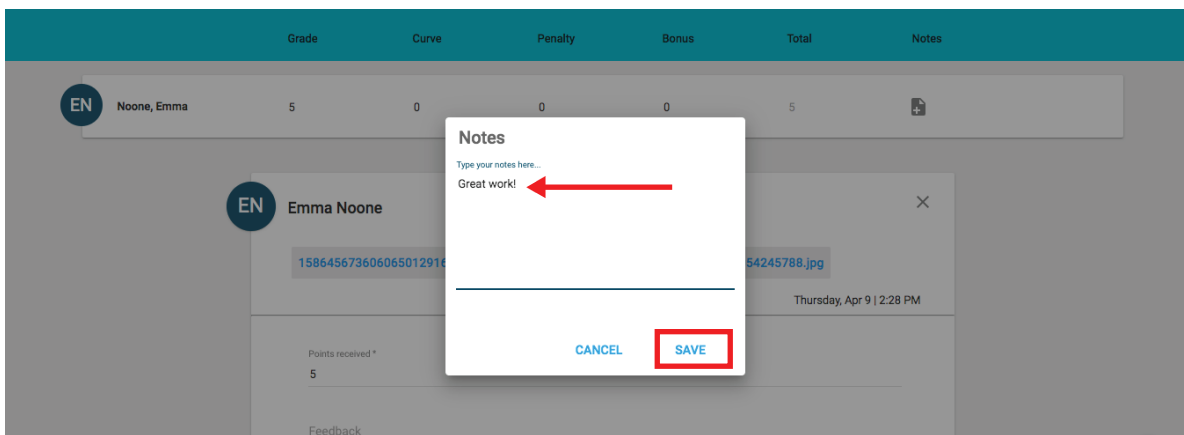 Grade Curve Penalty Bonus Total Notes
EN Noone, Emma 5 0 0 0 5
Notes
Type your notes here...
Great work!
EN Emma Noone
15864567360606501291 54245788.jpg
Thursday, Apr 9 | 2:28 PM
CANCEL SAVE
Points received *
5
Feedback